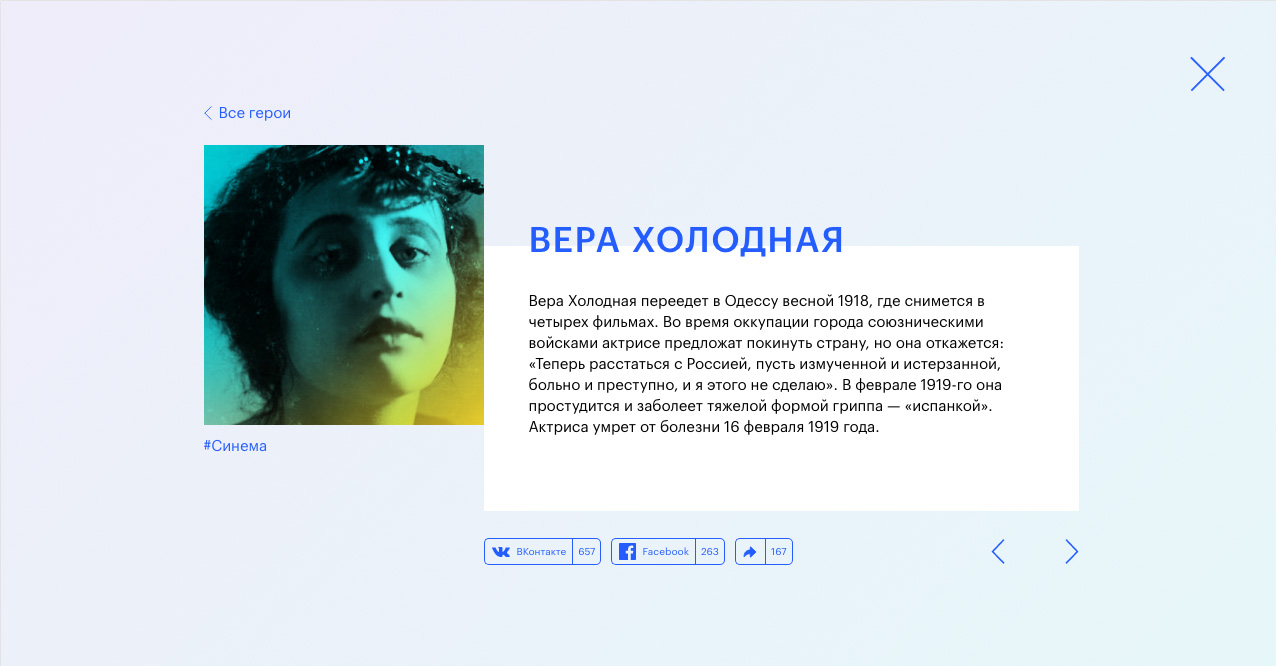 Все герои
ВЕРА ХОЛОДНАЯ
Вера Холодная переедет в Одессу весной 1918, где снимется в
четырех фильмах. Во время оккупации города союзническими
войсками актрисе предложат покинуть страну, но она откажется:
«Теперь расстаться с Россией, пусть измученной и истерзанной,
больно и преступно, и я этого не сделаю». В феврале 1919-го она
простудится и заболеет тяжелой формой гриппа — «испанкой».
Актриса умрет от болезни 16 февраля 1919 года.
#Синема
ВКонтакте 657 Facebook 263 167